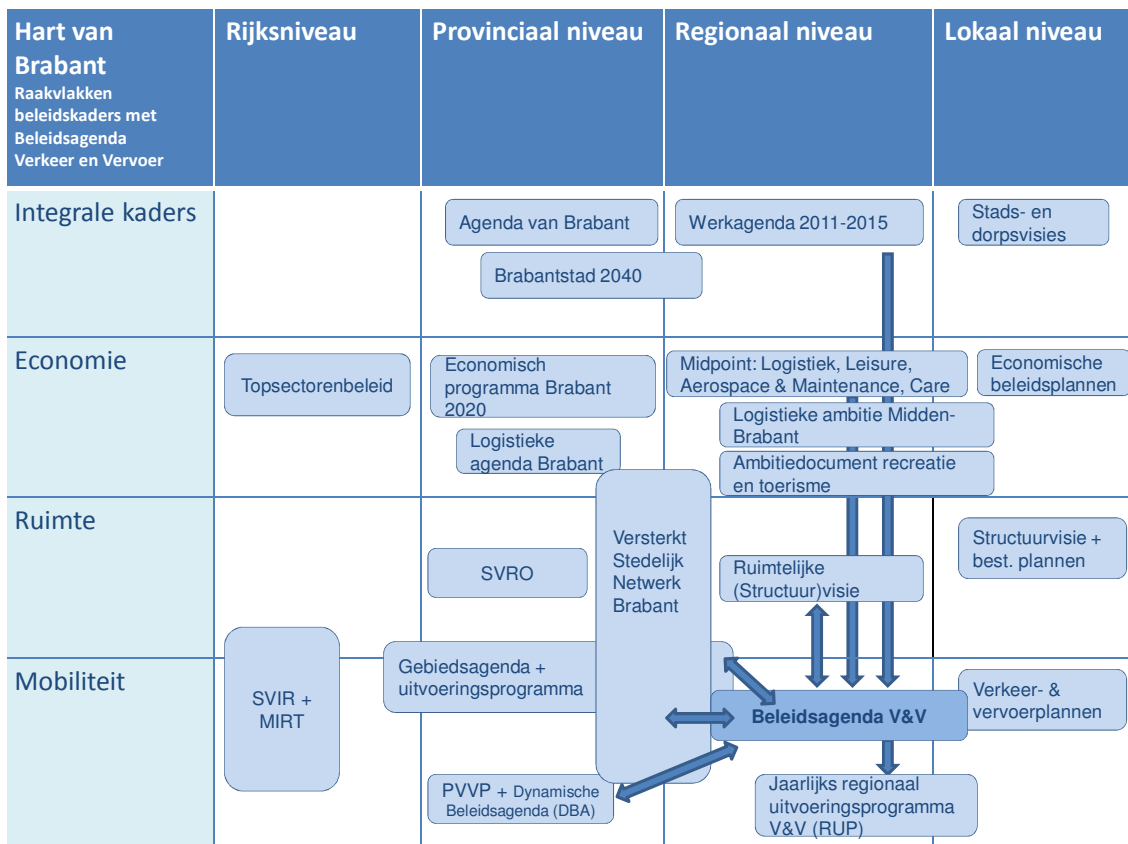 Hart van
Brabant
Raakvlakken
beleidskaders met
Beleidsagenda
Verkeer en Vervoer
Rijksniveau
Provinciaal niveau
Regionaal niveau
Lokaal niveau
Integrale kaders
Agenda van Brabant
Brabantstad 2040
Werkagenda 2011-2015
Stads- en
dorpsvisies
Economie
Topsectorenbeleid
Economisch
programma Brabant
2020
Logistieke
agenda Brabant
Midpoint: Logistiek, Leisure,
Aerospace & Maintenance, Care
Logistieke ambitie Midden-
Brabant
Ambitiedocument recreatie
en toerisme
Economische
beleidsplannen
Ruimte
SVRO
Versterkt
Stedelijk
Netwerk
Brabant
Ruimtelijke
(Structuur)visie
Structuurvisie +
best. plannen
Mobiliteit
SVIR +
MIRT
Gebiedsagenda +
uitvoeringsprogramma
Beleidsagenda V&V
Verkeer- &
vervoerplannen
PVVP + Dynamische
Beleidsagenda (DBA)
Jaarlijks regionaal
uitvoeringsprogramma
V&V (RUP)